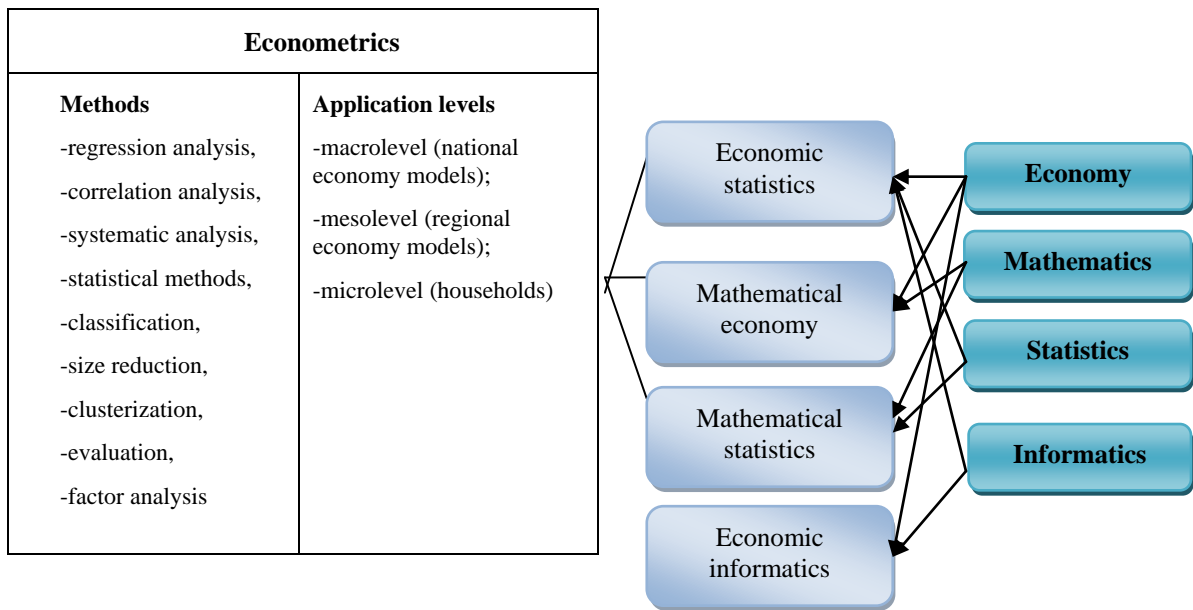 Econometrics
Methods
-regression analysis,
-correlation analysis,
-systematic analysis,
-statistical methods,
-classification,
-size reduction,
-clusterization,
-evaluation,
-factor analysis
Application levels
-macrolevel (national
economy models);
-mesolevel (regional
economy models);
-microlevel (households)
Economic
statistics
Mathematical
economy
Mathematical
statistics
Economic
informatics
Economy
Mathematics
Statistics
Informatics